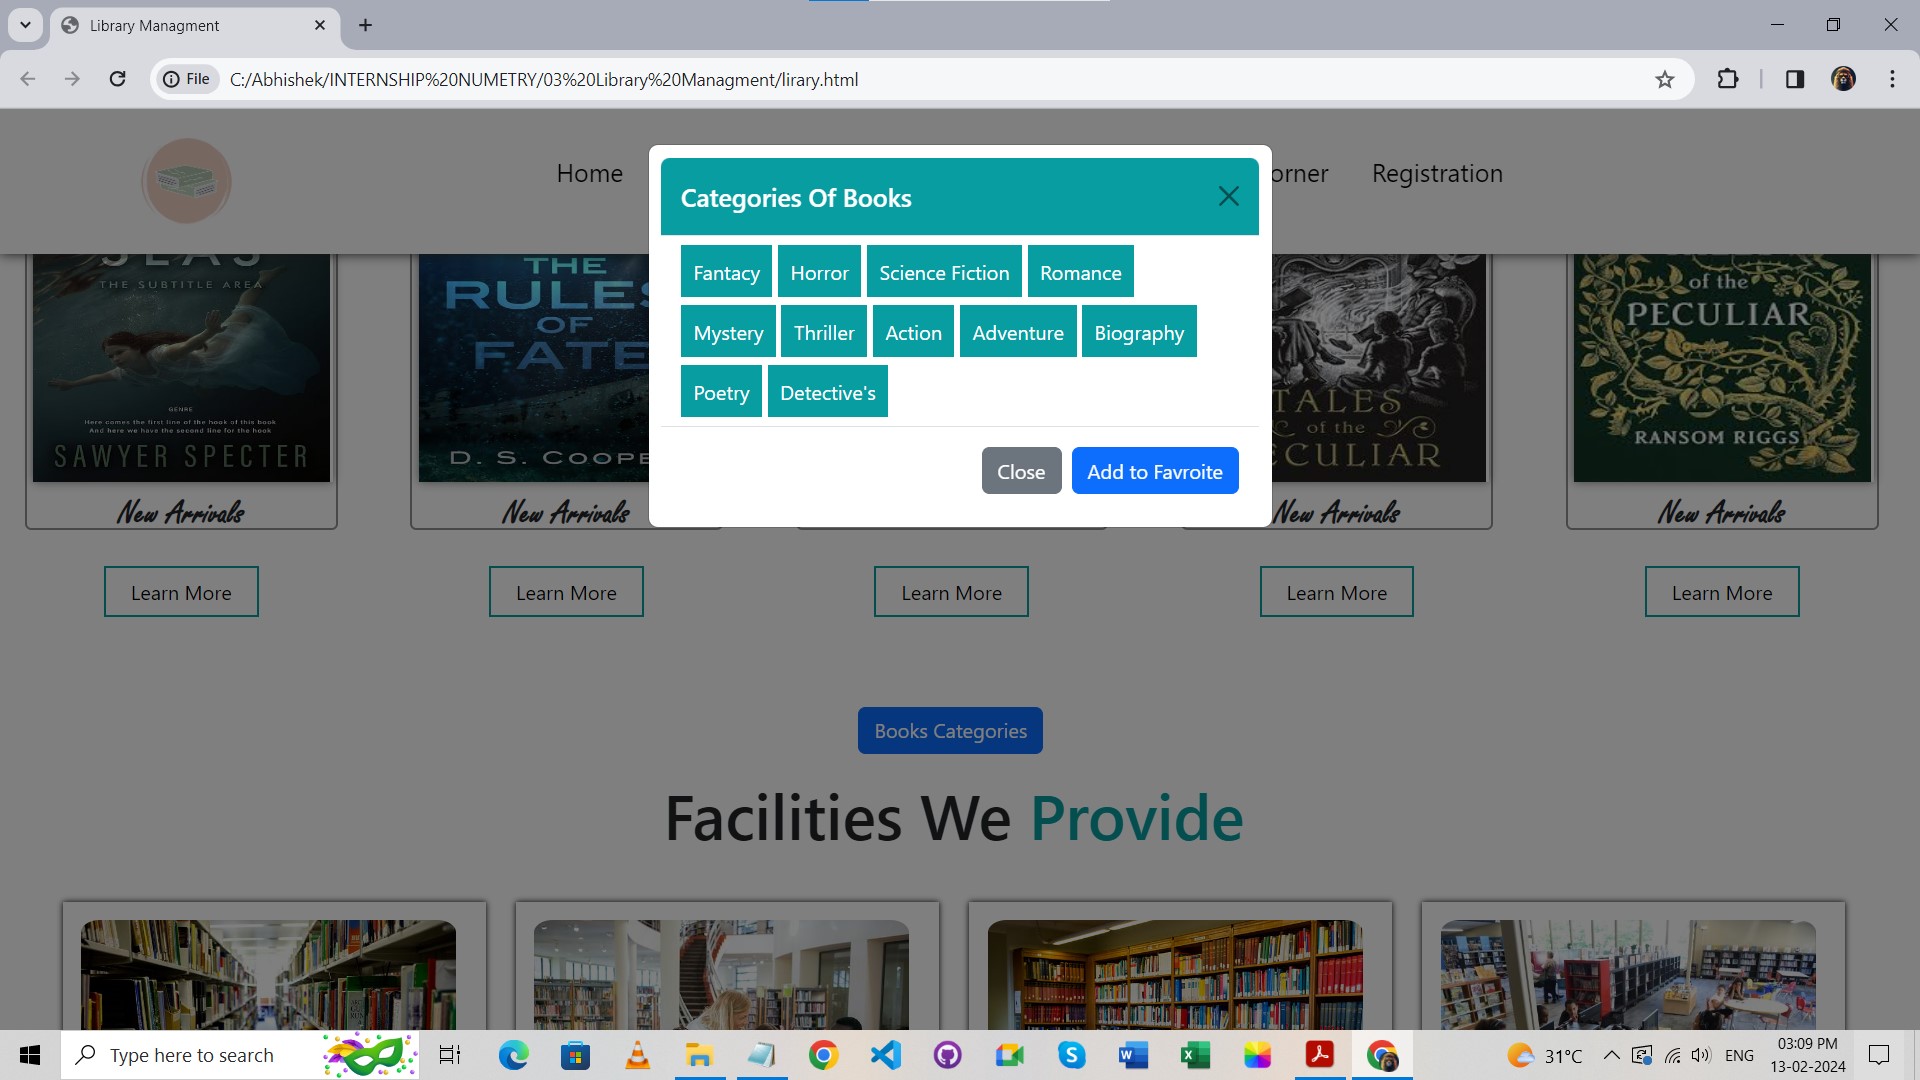 Library Managment
File
C:/Abhishek/INTERNSHIP%20NUMETRY/03%20Library%20Managment/lirary.html
Home
orner
Registration
Categories Of Books
Fantacy Horror Science Fiction Romance
Mystery Thriller Action Adventure Biography
Poetry Detective's
Close Add to Favroite
SEAS
THE SUBTITLE AREA
GENRE
Here comes the first line of the hook of this book
And here we have the second line for the hook
SAWYER SPECTER
New Arrivals
THE
RULES
OF
FATE
D. S. COOPE
New Arrivals
TALES
of the
ECULIAR
New Arrivals
of the
PECULIAR
RANSOM RIGGS
New Arrivals
Learn More Learn More Learn More Learn More Learn More
Books Categories
Facilities We Provide
Type here to search
31°C
ENG
03:09 PM
13-02-2024